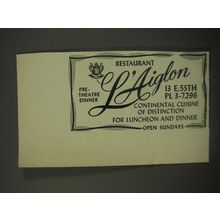 RESTAURANT
L'Aiglon
PRE-
THEATRE
DINNER
13 E. 55TH
PL 3-7296
CONTINENTAL CUISINE
OF DISTINCTION
FOR LUNCHEON AND DINNER
OPEN SUNDAYS